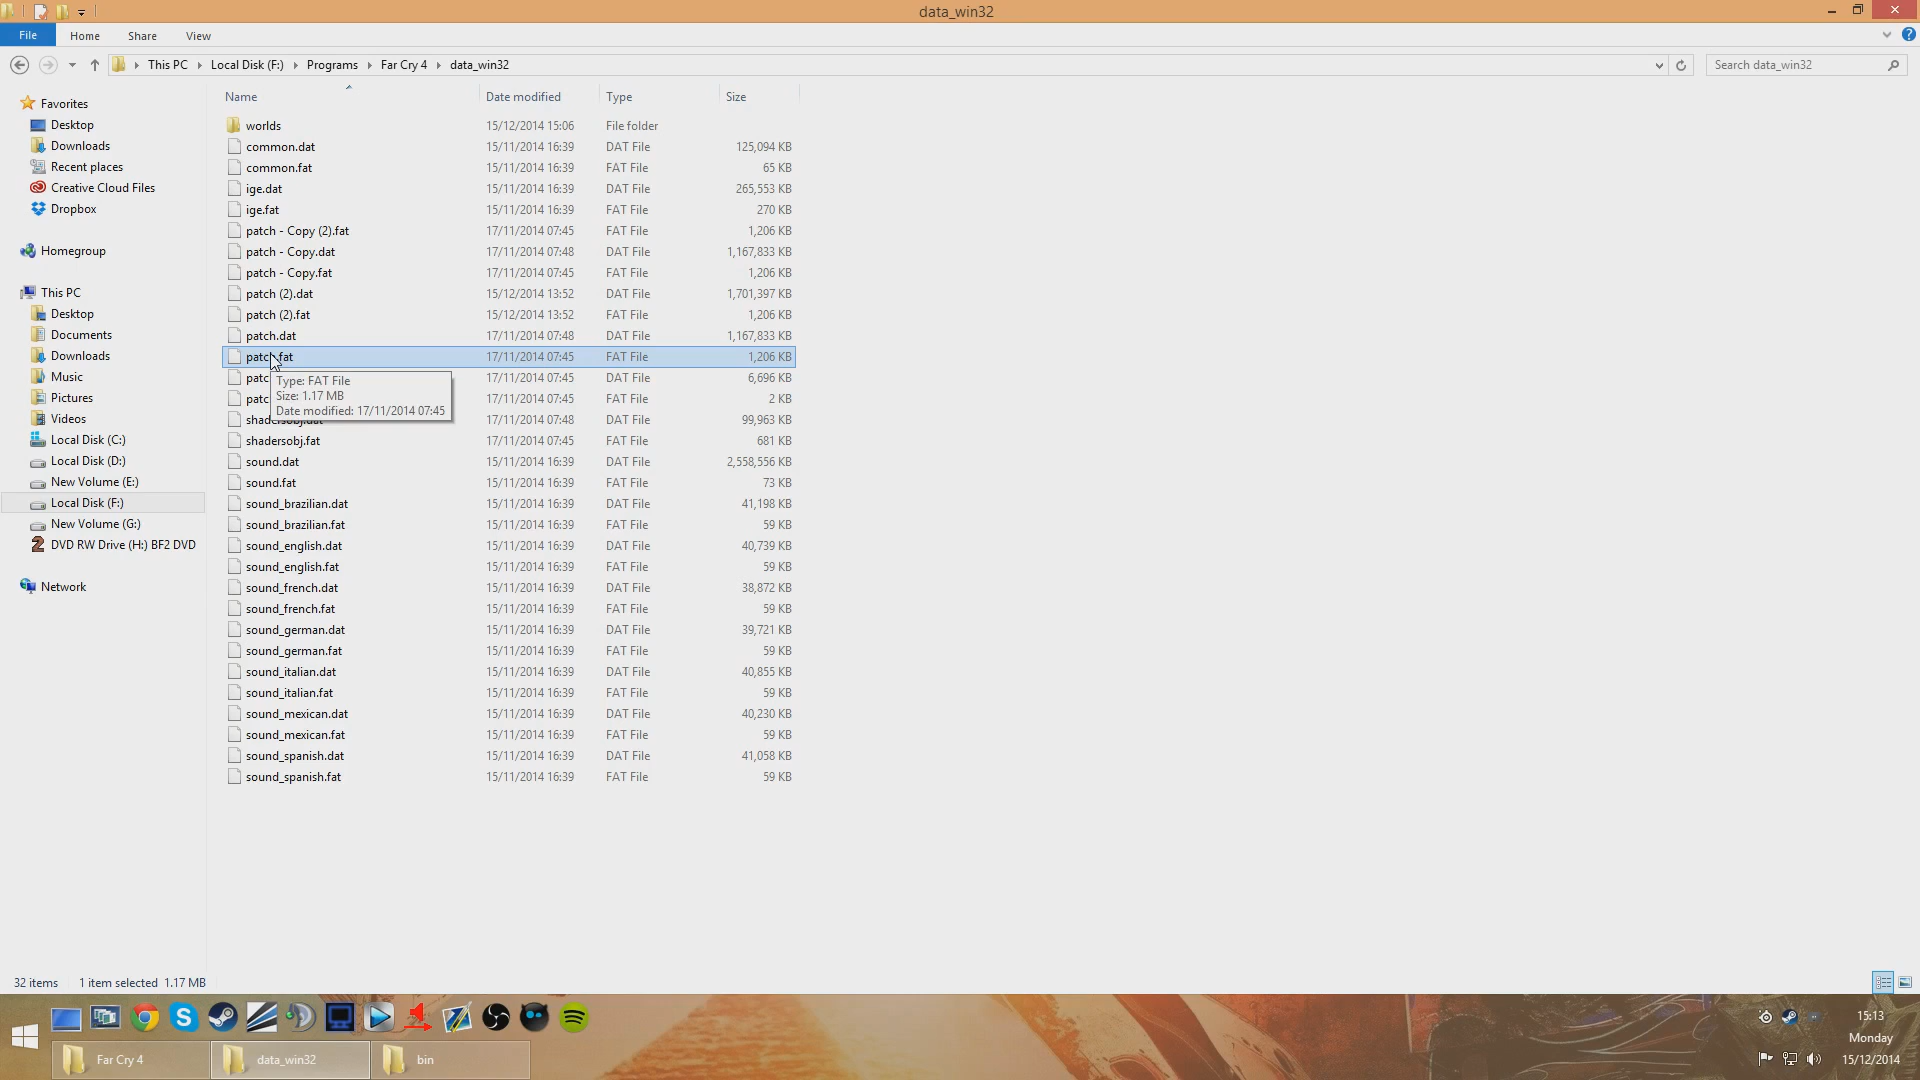 data_win32
File Home Share View
This PC Local Disk (F:) Programs Far Cry 4 data_win32
Search data_win32
Favorites
Desktop
Downloads
Recent places
Creative Cloud Files
Dropbox
Homegroup
This PC
Desktop
Documents
Downloads
Music
Pictures
Videos
Local Disk (C:)
Local Disk (D:)
New Volume (E:)
Local Disk (F:)
New Volume (G:)
2 DVD RW Drive (H:) BF2 DVD
Network
Name Date modified Type Size
worlds 15/12/2014 15:06 File folder
common.dat 15/11/2014 16:39 DAT File 125,094 KB
common.fat 15/11/2014 16:39 FAT File 65 KB
ige.dat 15/11/2014 16:39 DAT File 265,553 KB
ige.fat 15/11/2014 16:39 FAT File 270 KB
patch - Copy (2).fat 17/11/2014 07:45 FAT File 1,206 KB
patch - Copy.dat 17/11/2014 07:48 DAT File 1,167,833 KB
patch - Copy.fat 17/11/2014 07:45 FAT File 1,206 KB
patch (2).dat 15/12/2014 13:52 DAT File 1,701,397 KB
patch (2).fat 15/12/2014 13:52 FAT File 1,206 KB
patch.dat 17/11/2014 07:48 DAT File 1,167,833 KB
patch.fat 17/11/2014 07:45 FAT File 1,206 KB
patc 17/11/2014 07:45 DAT File 6,696 KB
patc 17/11/2014 07:45 FAT File 2 KB
Type: FAT File
Size: 1.17 MB
Date modified: 17/11/2014 07:45
shadersobj.dat 17/11/2014 07:48 DAT File 99,963 KB
shadersobj.fat 17/11/2014 07:45 FAT File 681 KB
sound.dat 15/11/2014 16:39 DAT File 2,558,556 KB
sound.fat 15/11/2014 16:39 FAT File 73 KB
sound_brazilian.dat 15/11/2014 16:39 DAT File 41,198 KB
sound_brazilian.fat 15/11/2014 16:39 FAT File 59 KB
sound_english.dat 15/11/2014 16:39 DAT File 40,739 KB
sound_english.fat 15/11/2014 16:39 FAT File 59 KB
sound_french.dat 15/11/2014 16:39 DAT File 38,872 KB
sound_french.fat 15/11/2014 16:39 FAT File 59 KB
sound_german.dat 15/11/2014 16:39 DAT File 39,721 KB
sound_german.fat 15/11/2014 16:39 FAT File 59 KB
sound_italian.dat 15/11/2014 16:39 DAT File 40,855 KB
sound_italian.fat 15/11/2014 16:39 FAT File 59 KB
sound_mexican.dat 15/11/2014 16:39 DAT File 40,230 KB
sound_mexican.fat 15/11/2014 16:39 FAT File 59 KB
sound_spanish.dat 15/11/2014 16:39 DAT File 41,058 KB
sound_spanish.fat 15/11/2014 16:39 FAT File 59 KB
32 items 1 item selected 1.17 MB
Far Cry 4 data_win32 bin
15:13
Monday
15/12/2014